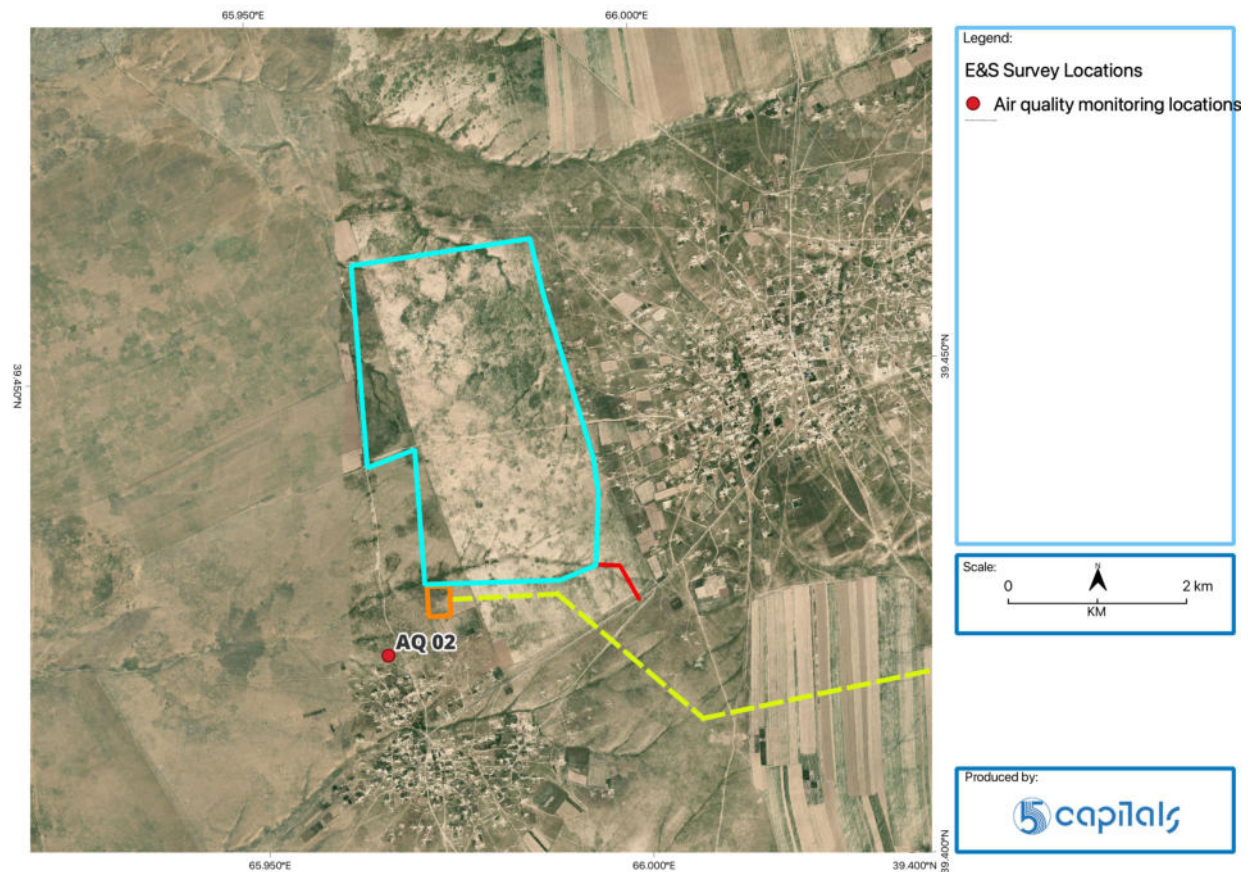 65.950°E
66.000°E
39.450°N
39.450°N
AQ 02
65.950°E
66.000°E
39.400°N
39.400°N
Legend:
E&S Survey Locations
Air quality monitoring locations
Scale:
N
0
2 km
KM
Produced by:
5 capitals